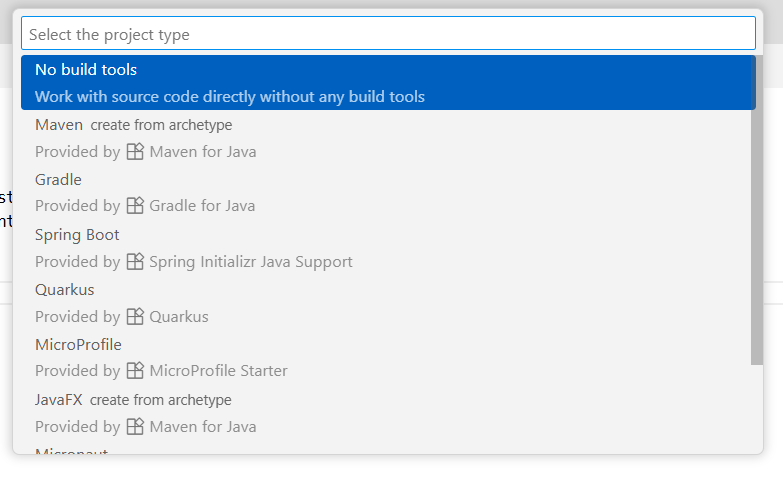 Select the project type
No build tools
Work with source code directly without any build tools
Maven create from archetype
Provided by Maven for Java
Gradle
Provided by Gradle for Java
Spring Boot
Provided by Spring Initializr Java Support
Quarkus
Provided by Quarkus
MicroProfile
Provided by MicroProfile Starter
JavaFX create from archetype
Provided by Maven for Java
Micronaut